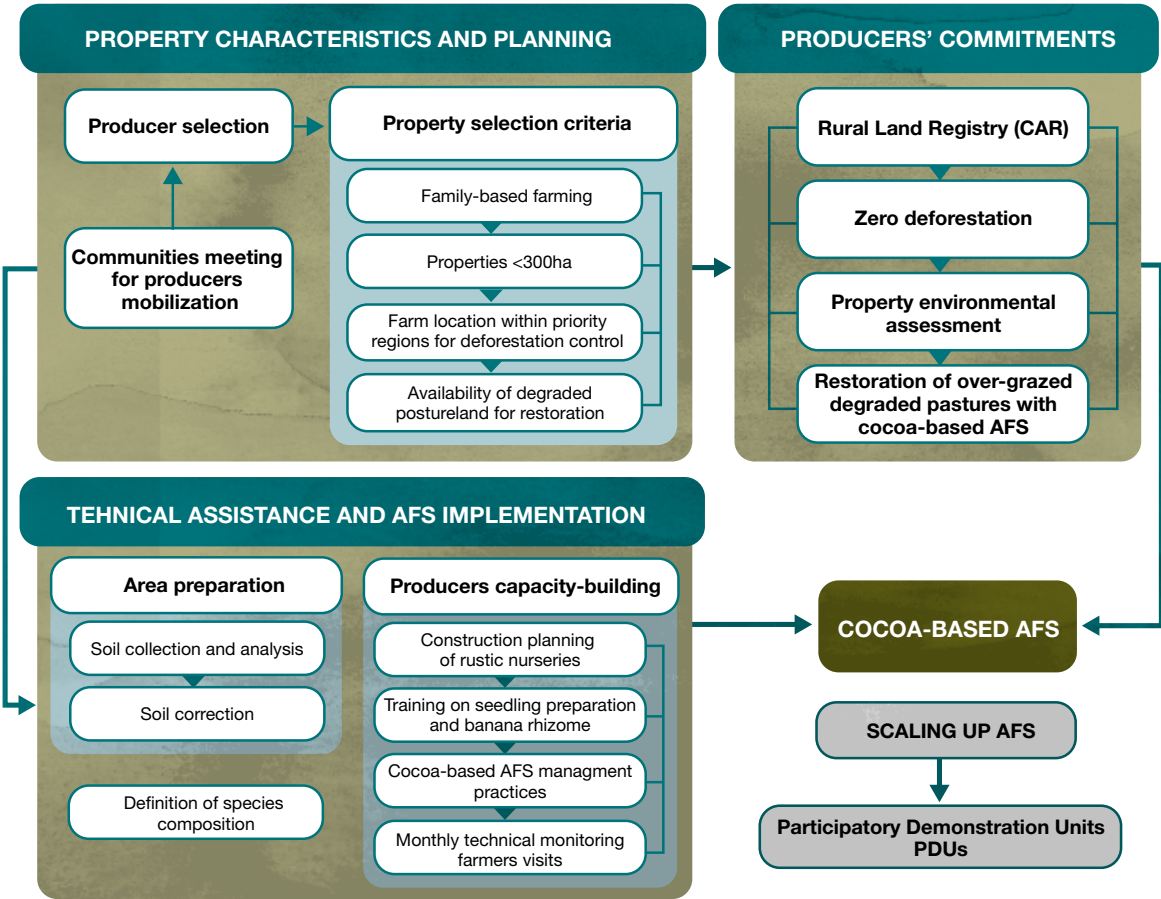 PROPERTY CHARACTERISTICS AND PLANNING
Producer selection
Communities meeting
for producers
mobilization
Property selection criteria
Family-based farming
Properties <300ha
Farm location within priority
regions for deforestation control
Availability of degraded
postureland for restoration
PRODUCERS’ COMMITMENTS
Rural Land Registry (CAR)
Zero deforestation
Property environmental
assessment
Restoration of over-grazed
degraded pastures with
cocoa-based AFS
TEHNICAL ASSISTANCE AND AFS IMPLEMENTATION
Area preparation
Soil collection and analysis
Soil correction
Definition of species
composition
Producers capacity-building
Construction planning
of rustic nurseries
Training on seedling preparation
and banana rhizome
Cocoa-based AFS managment
practices
Monthly technical monitoring
farmers visits
COCOA-BASED AFS
SCALING UP AFS
Participatory Demonstration Units
PDUs